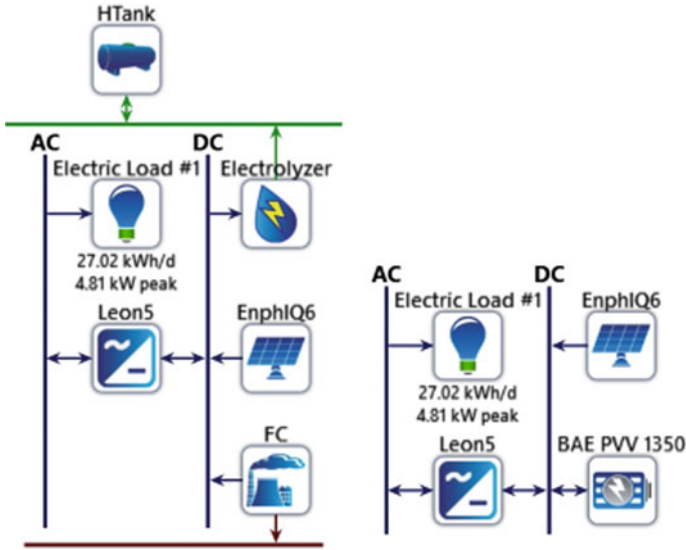 HTank
AC
DC
Electric Load #1
Electrolyzer
27.02 kWh/d
4.81 kW peak
Leon5
EnphIQ6
FC
AC
DC
Electric Load #1
EnphIQ6
27.02 kWh/d
4.81 kW peak
Leon5
BAE PVV 1350